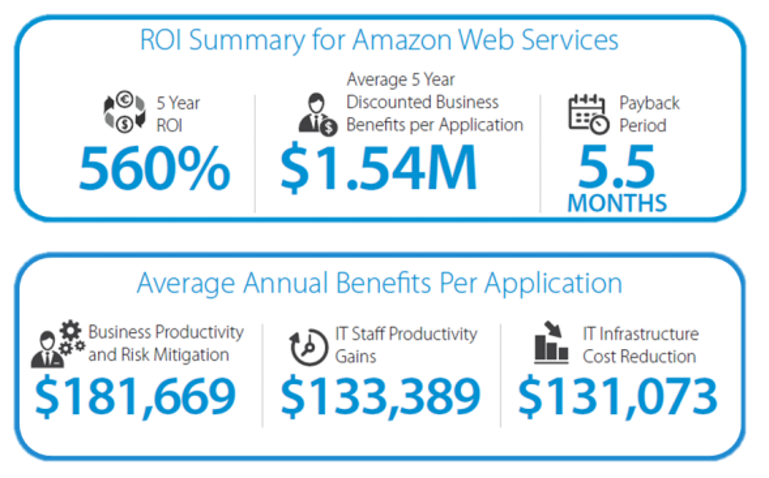 ROI Summary for Amazon Web Services
5 Year
ROI
560%
Average 5 Year
Discounted Business
Benefits per Application
$1.54M
Payback
Period
5.5
MONTHS
Average Annual Benefits Per Application
Business Productivity
and Risk Mitigation
$181,669
IT Staff Productivity
Gains
$133,389
IT Infrastructure
Cost Reduction
$131,073